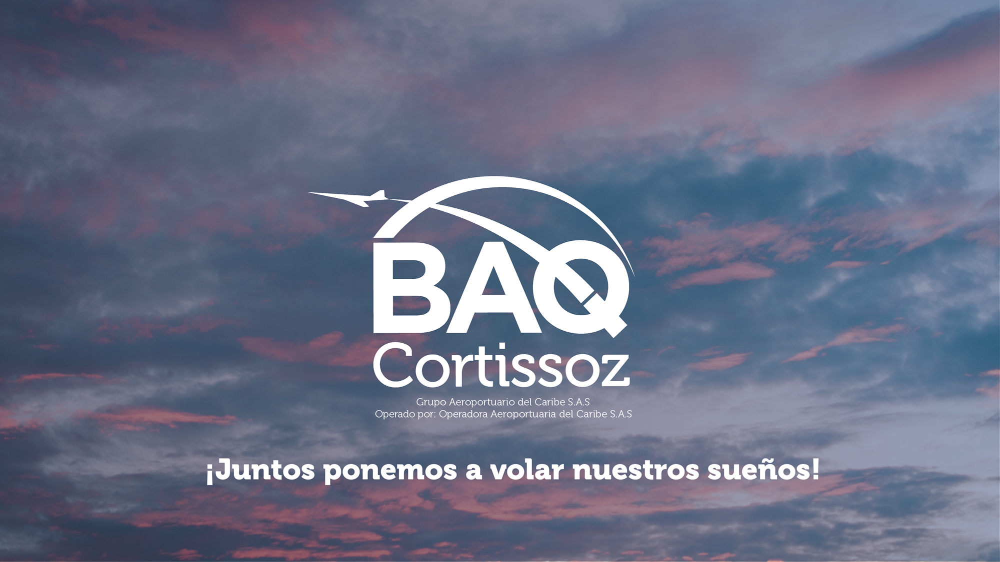 BAQ
Cortissoz
Grupo Aeroportuario del Caribe S.A.S
Operado por: Operadora Aeroportuaria del Caribe S.A.S
¡Juntos ponemos a volar nuestros sueños!